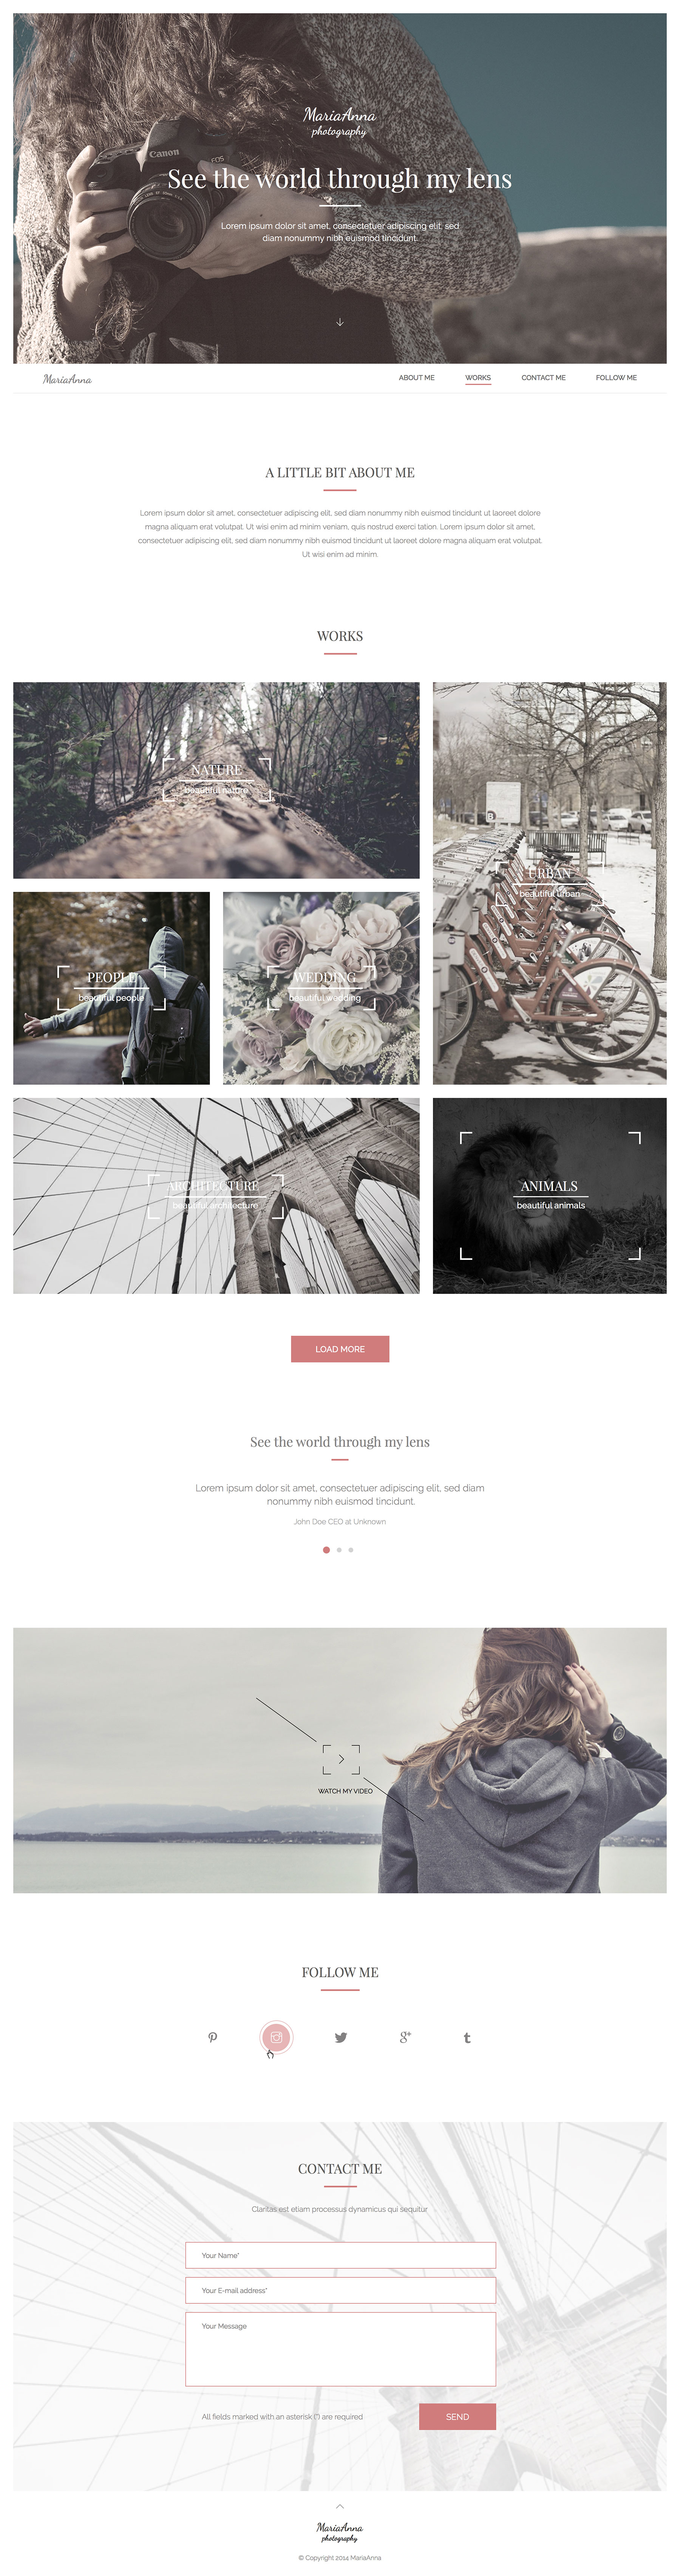 MariaAnna
photography
Canon
EOS
See the world through my lens
Lorem ipsum dolor sit amet, consectetuer adipiscing elit, sed
diam nonummy nibh euismod tincidunt.
MariaAnna
ABOUT ME
WORKS
CONTACT ME
FOLLOW ME
A LITTLE BIT ABOUT ME
Lorem ipsum dolor sit amet, consectetuer adipiscing elit, sed diam nonummy nibh euismod tincidunt ut laoreet dolore
magna aliquam erat volutpat. Ut wisi enim ad minim veniam, quis nostrud exerci tation. Lorem ipsum dolor sit amet,
consectetuer adipiscing elit, sed diam nonummy nibh euismod tincidunt ut laoreet dolore magna aliquam erat volutpat.
Ut wisi enim ad minim.
WORKS
NATURE
beautiful nature
URBAN
beautiful urban
PEOPLE
beautiful people
WEDDING
beautiful wedding
ARCHITECTURE
beautiful architecture
ANIMALS
beautiful animals
LOAD MORE
See the world through my lens
Lorem ipsum dolor sit amet, consectetuer adipiscing elit, sed diam
nonummy nibh euismod tincidunt.
John Doe CEO at Unknown
WATCH MY VIDEO
FOLLOW ME
CONTACT ME
Claritas est etiam processus dynamicus qui sequitur
Your Name*
Your E-mail address*
Your Message
All fields marked with an asterisk (*) are required
SEND
MariaAnna
photography
© Copyright 2014 MariaAnna